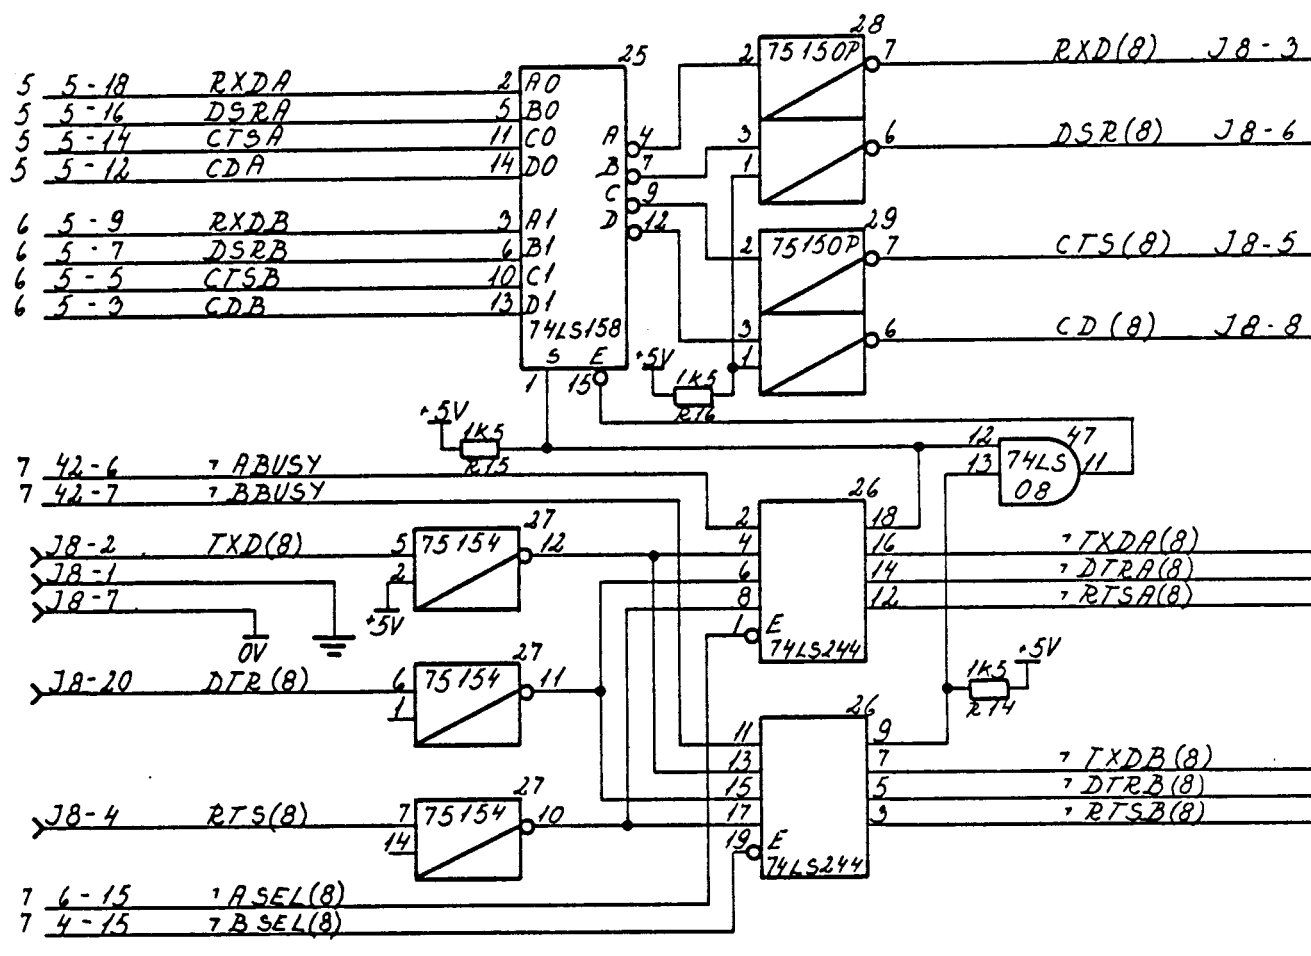 28
25
75150P
2 7 RXD(8) J8-3
5 5-18 RXDA 2 A0
5 5-16 DSRA 5 B0
5 5-14 CTSA 11 C0 A 4
3 6 DSR(8) J8-6
5 5-12 CDA 14 D0 B 7
1
C 9
6 5-9 RXDB 3 A1 D 12
29
75150P
6 5-7 DSRB 6 B1
2 7 CTS(8) J8-5
6 5-5 CTSB 10 C1
6 5-3 CDB 13 D1
74LS158
3 6 CD(8) J8-8
S E
+5V 1
1 15
1K5
R16
+5V
1K5
R15
12 47
13 74LS 11
08
7 42-6 ¬ABUSY
7 42-7 ¬BBUSY
26
27
2 18
J8-2 TXD(8) 5 75154 12
4 16 ¬TXDA(8)
J8-1 2
6 14 ¬DTRA(8)
J8-7
8 12 ¬RTSA(8)
+5V
0V
1 E
74LS244
27
+5V
1K5
R14
J8-20 DTR(8) 6 75154 11
1
26
11 9
13 7 ¬TXDB(8)
15 5 ¬DTRB(8)
27
J8-4 RTS(8) 7 75154 10
17 3 ¬RTSB(8)
14
19 E
74LS244
7 6-15 ¬ASEL(8)
7 4-15 ¬BSEL(8)